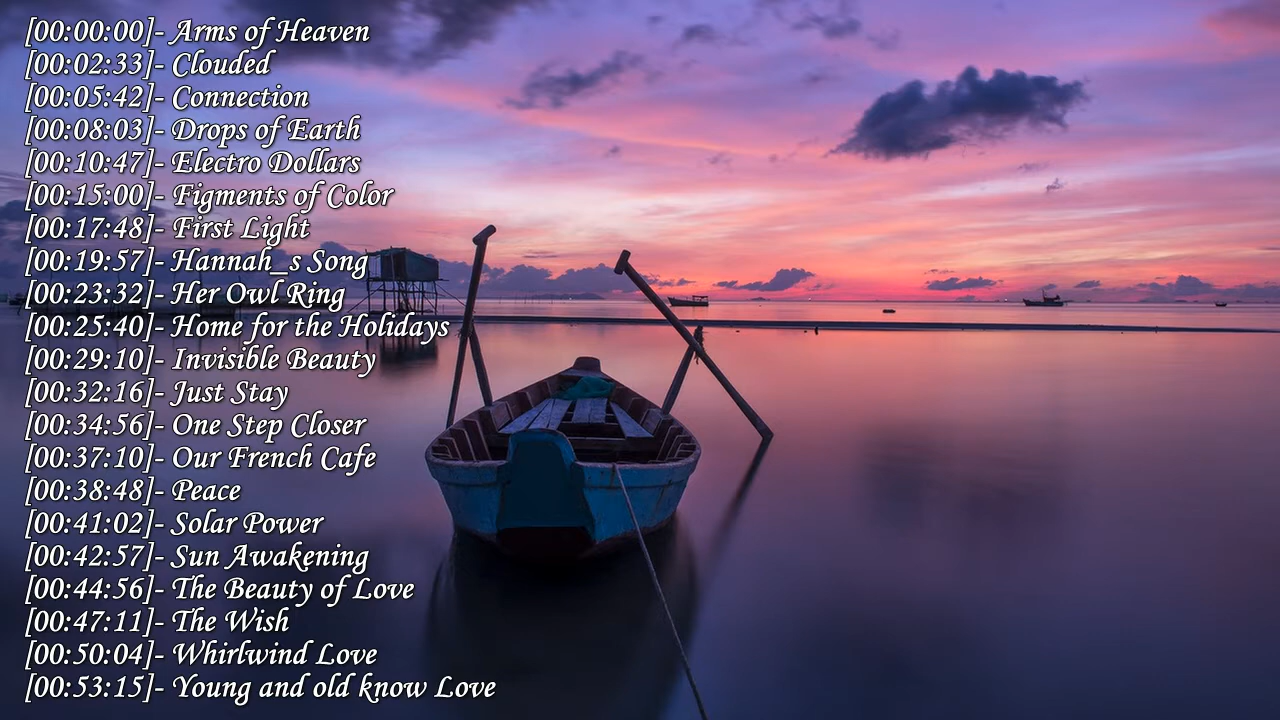 [00:00:00]- Arms of Heaven
[00:02:33]- Clouded
[00:05:42]- Connection
[00:08:03]- Drops of Earth
[00:10:47]- Electro Dollars
[00:15:00]- Figments of Color
[00:17:48]- First Light
[00:19:57]- Hannah_s Song
[00:23:32]- Her Owl Ring
[00:25:40]- Home for the Holidays
[00:29:10]- Invisible Beauty
[00:32:16]- Just Stay
[00:34:56]- One Step Closer
[00:37:10]- Our French Cafe
[00:38:48]- Peace
[00:41:02]- Solar Power
[00:42:57]- Sun Awakening
[00:44:56]- The Beauty of Love
[00:47:11]- The Wish
[00:50:04]- Whirlwind Love
[00:53:15]- Young and old know Love